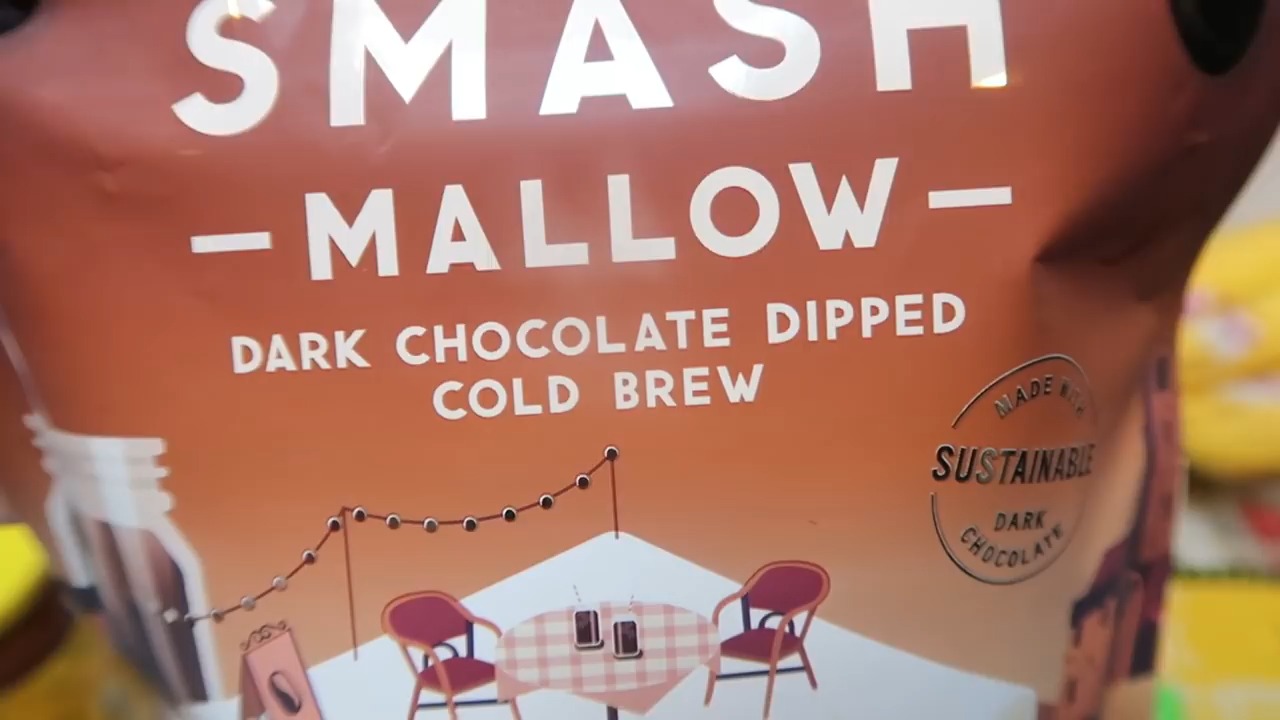 SMASH
—MALLOW—
DARK CHOCOLATE DIPPED
COLD BREW
MADE WITH
SUSTAINABLE
DARK
CHOCOLATE